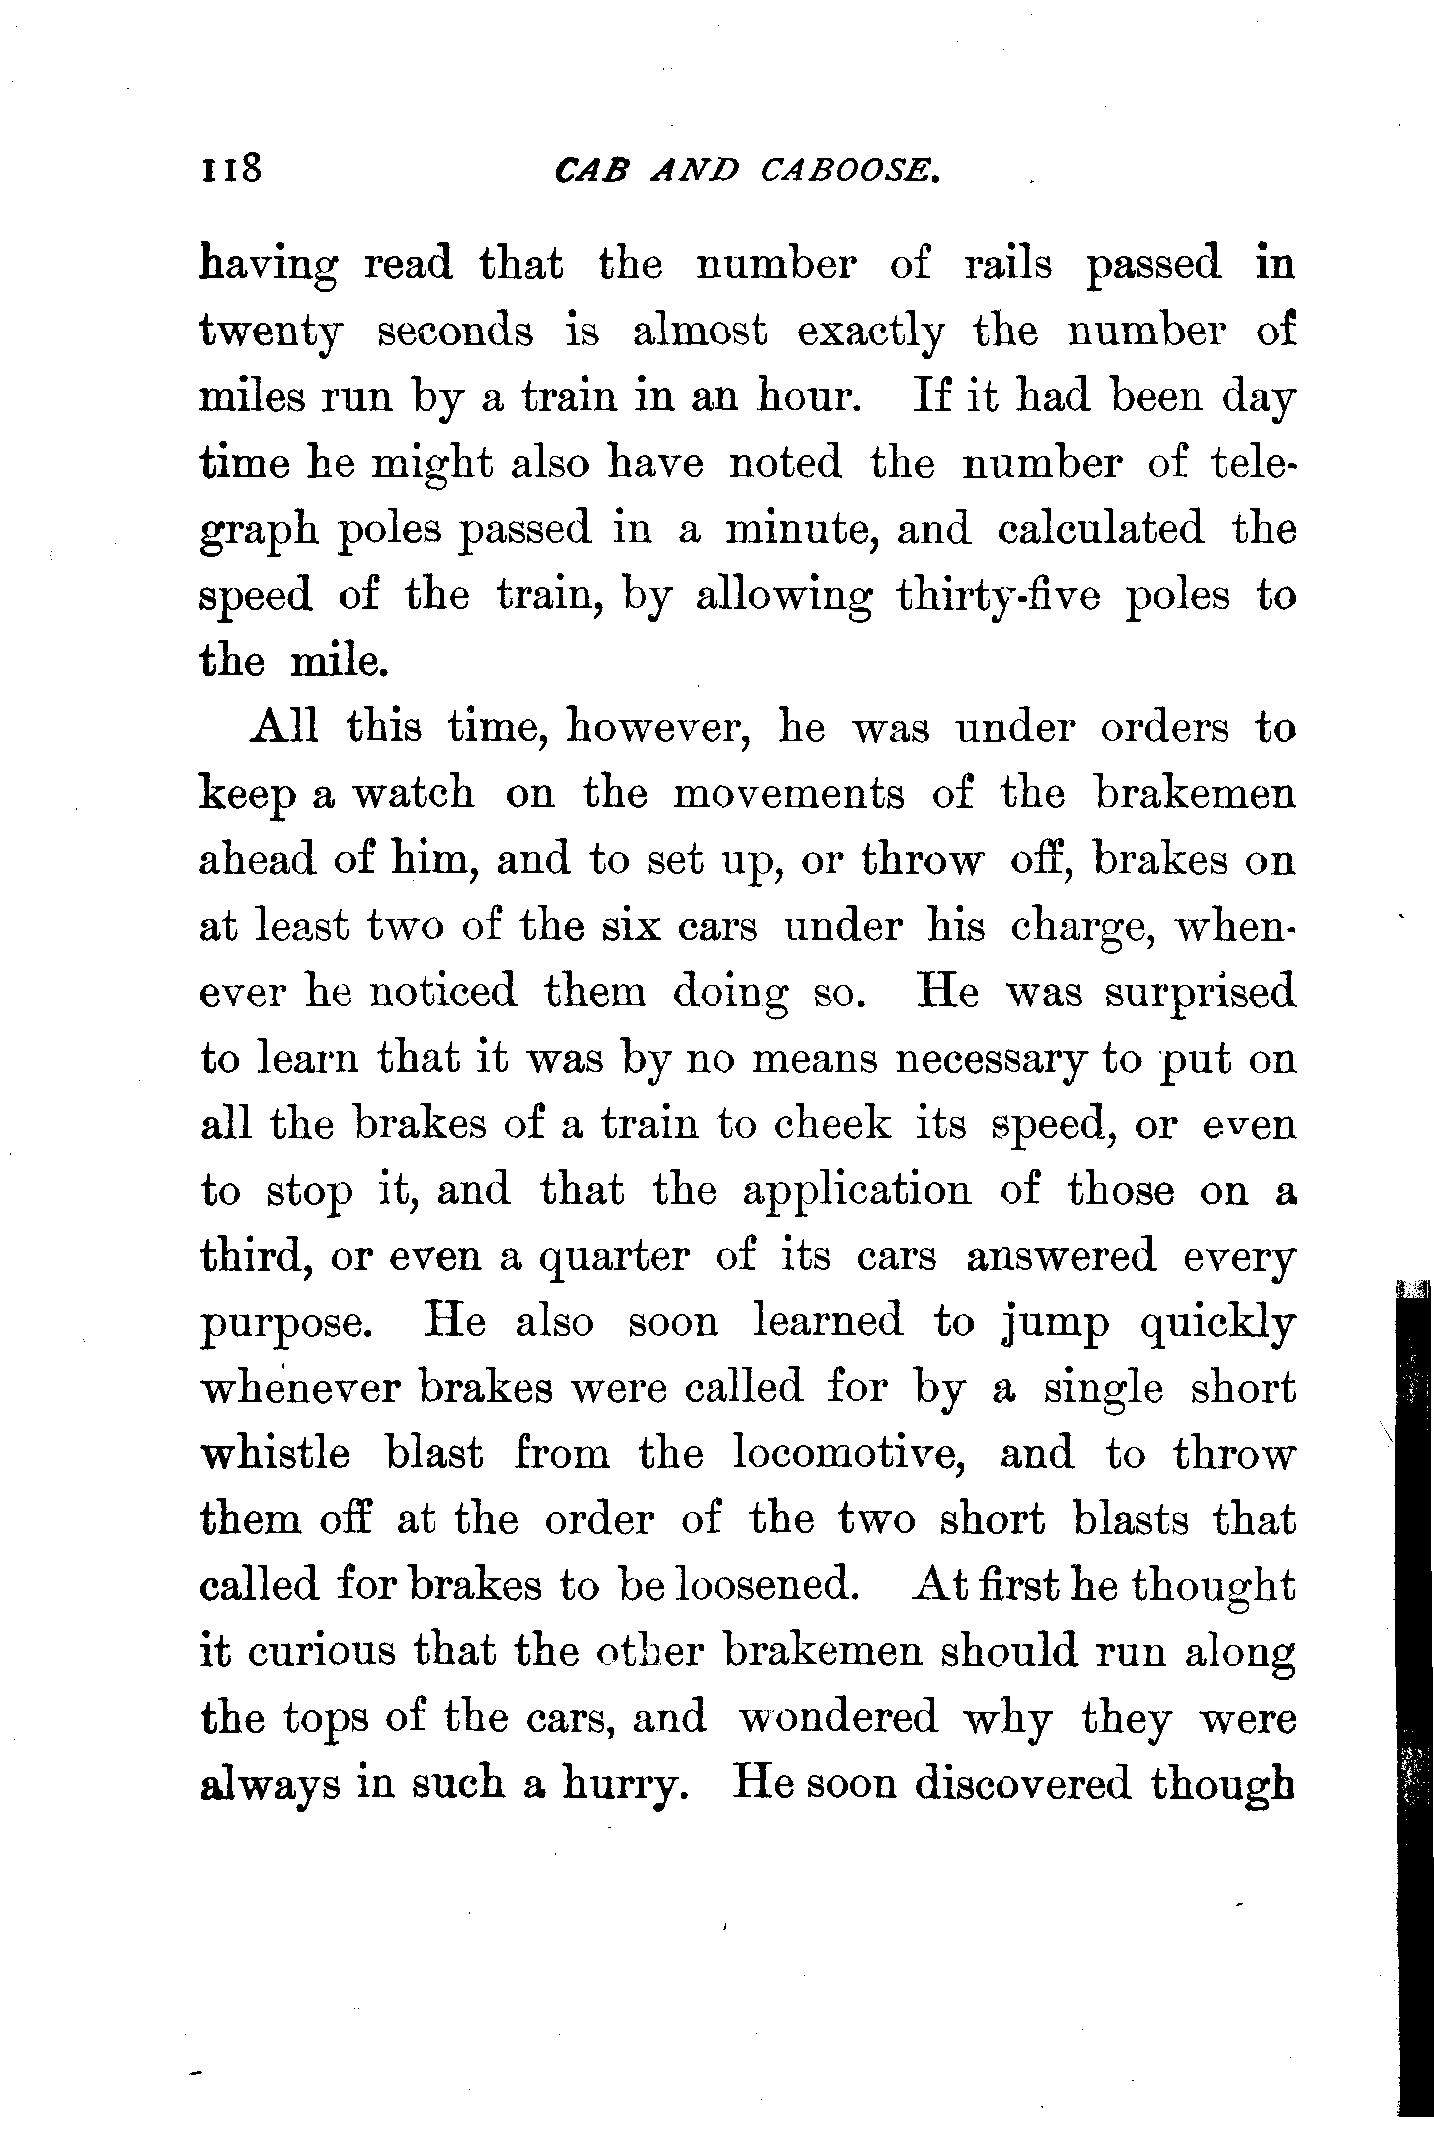 118 CAB AND CABOOSE.
having read that the number of rails passed in
twenty seconds is almost exactly the number of
miles run by a train in an hour. If it had been day
time he might also have noted the number of tele-
graph poles passed in a minute, and calculated the
speed of the train, by allowing thirty-five poles to
the mile.
All this time, however, he was under orders to
keep a watch on the movements of the brakemen
ahead of him, and to set up, or throw off, brakes on
at least two of the six cars under his charge, when-
ever he noticed them doing so. He was surprised
to learn that it was by no means necessary to put on
all the brakes of a train to cheek its speed, or even
to stop it, and that the application of those on a
third, or even a quarter of its cars answered every
purpose. He also soon learned to jump quickly
whenever brakes were called for by a single short
whistle blast from the locomotive, and to throw
them off at the order of the two short blasts that
called for brakes to be loosened. At first he thought
it curious that the other brakemen should run along
the tops of the cars, and wondered why they were
always in such a hurry. He soon discovered though